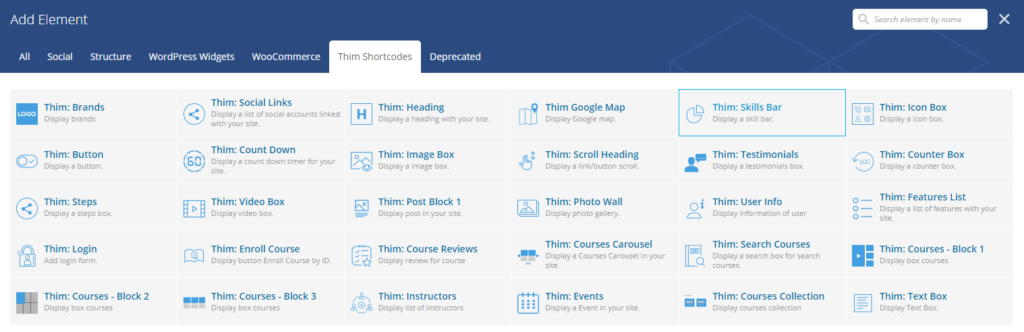 Add Element
Search element by name
All Social Structure WordPress Widgets WooCommerce Thim Shortcodes Deprecated
LOGO
Thim: Brands
Display brands
Thim: Social Links
Display a list of social accounts linked
with your site.
H
Thim: Heading
Display a heading with your site.
Thim Google Map
Display Google map.
Thim: Skills Bar
Display a skill bar.
Thim: Icon Box
Display a icon box.
Thim: Button
Display a button.
60
Thim: Count Down
Display a count down timer for your
site.
Thim: Image Box
Display a image box.
Thim: Scroll Heading
Display a link/button scroll.
Thim: Testimonials
Display a testimonials box.
100
Thim: Counter Box
Display a counter box.
Thim: Steps
Display a steps box.
Thim: Video Box
Display video box.
Thim: Post Block 1
Display post in your site.
Thim: Photo Wall
Display photo gallery.
Thim: User Info
Display information of user
Thim: Features List
Display a list of features with your
site.
Thim: Login
Add login form.
Thim: Enroll Course
Display button Enroll Course by ID.
Thim: Course Reviews
Display review for course
Thim: Courses Carousel
Display a Courses Carousel in your
site.
Thim: Search Courses
Display a search box for search
courses.
Thim: Courses - Block 1
Display box courses
Thim: Courses - Block 2
Display box courses
Thim: Courses - Block 3
Display box courses
Thim: Instructors
Display list of instructors
Thim: Events
Display a Event in your site.
Thim: Courses Collection
Display courses collection
Thim: Text Box
Display Text Box.